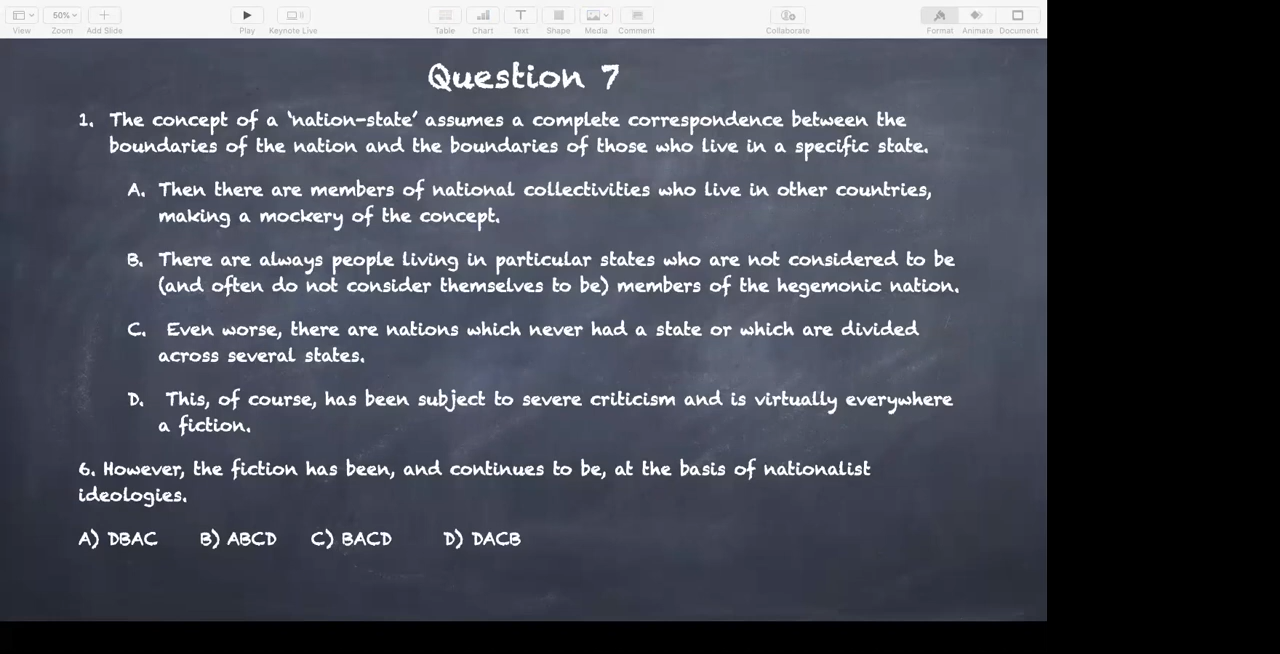 50%
View Zoom Add Slide Play Keynote Live Table Chart Text Shape Media Comment Collaborate Format Animate Document
Question 7
1. The concept of a ‘nation-state’ assumes a complete correspondence between the
boundaries of the nation and the boundaries of those who live in a specific state.
A. Then there are members of national collectivities who live in other countries,
making a mockery of the concept.
B. There are always people living in particular states who are not considered to be
(and often do not consider themselves to be) members of the hegemonic nation.
C. Even worse, there are nations which never had a state or which are divided
across several states.
D. This, of course, has been subject to severe criticism and is virtually everywhere
a fiction.
6. However, the fiction has been, and continues to be, at the basis of nationalist
ideologies.
A) DBAC B) ABCD C) BACD D) DACB